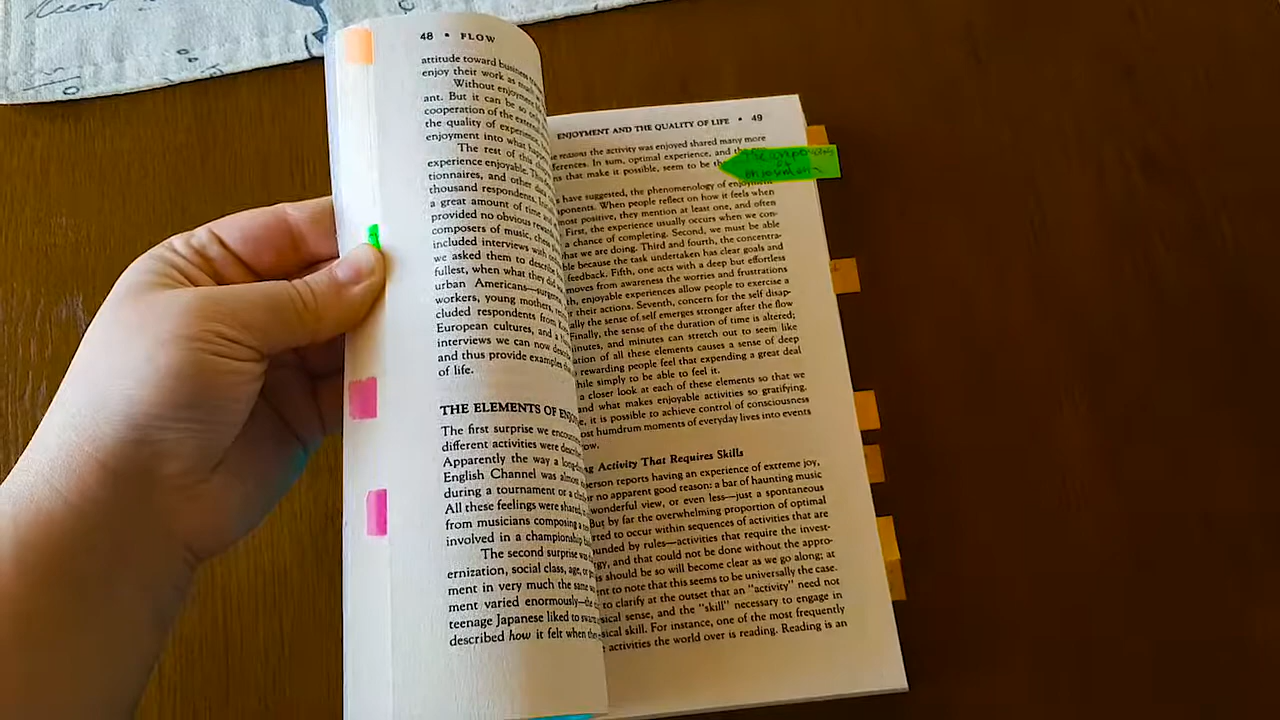 48 • FLOW
attitude toward business
enjoy their work as much
Without enjoyment
ant. But it can be so
cooperation of the
the quality of experience
enjoyment into what
The rest of this
experience enjoyable.
tionnaires, and other
thousand respondents.
a great amount of time and
provided no obvious
composers of music,
included interviews with
we asked them to describe
fullest, when what they did
urban Americans—surgeons
workers, young mothers,
cluded respondents from
European cultures, and a
interviews we can now
and thus provide examples
of life.
THE ELEMENTS OF
The first surprise we
different activities were
Apparently the way a
English Channel was almost
during a tournament or a
All these feelings were shared,
from musicians composing a
involved in a championship
The second surprise was
ernization, social class, age, or
ment in very much the same
ment varied enormously—the
teenage Japanese liked to
described how it felt when
ENJOYMENT AND THE QUALITY OF LIFE • 49
reasons the activity was enjoyed shared many more
ferences. In sum, optimal experience, and
s that make it possible, seem to be
have suggested, the phenomenology of enjoyment
ponents. When people reflect on how it feels when
most positive, they mention at least one, and often
First, the experience usually occurs when we con-
a chance of completing. Second, we must be able
hat we are doing. Third and fourth, the concentra-
ble because the task undertaken has clear goals and
feedback. Fifth, one acts with a deep but effortless
moves from awareness the worries and frustrations
th, enjoyable experiences allow people to exercise a
their actions. Seventh, concern for the self disap-
ally the sense of self emerges stronger after the flow
Finally, the sense of the duration of time is altered;
inutes, and minutes can stretch out to seem like
ation of all these elements causes a sense of deep
rewarding people feel that expending a great deal
hile simply to be able to feel it.
a closer look at each of these elements so that we
and what makes enjoyable activities so gratifying.
e, it is possible to achieve control of consciousness
ost humdrum moments of everyday lives into events
ow.
g Activity That Requires Skills
person reports having an experience of extreme joy,
r no apparent good reason: a bar of haunting music
wonderful view, or even less—just a spontaneous
But by far the overwhelming proportion of optimal
rted to occur within sequences of activities that are
ounded by rules—activities that require the invest-
gy, and that could not be done without the appro-
is should be so will become clear as we go along; at
nt to note that this seems to be universally the case.
to clarify at the outset that an "activity" need not
sical sense, and the "skill" necessary to engage in
sical skill. For instance, one of the most frequently
activities the world over is reading. Reading is an